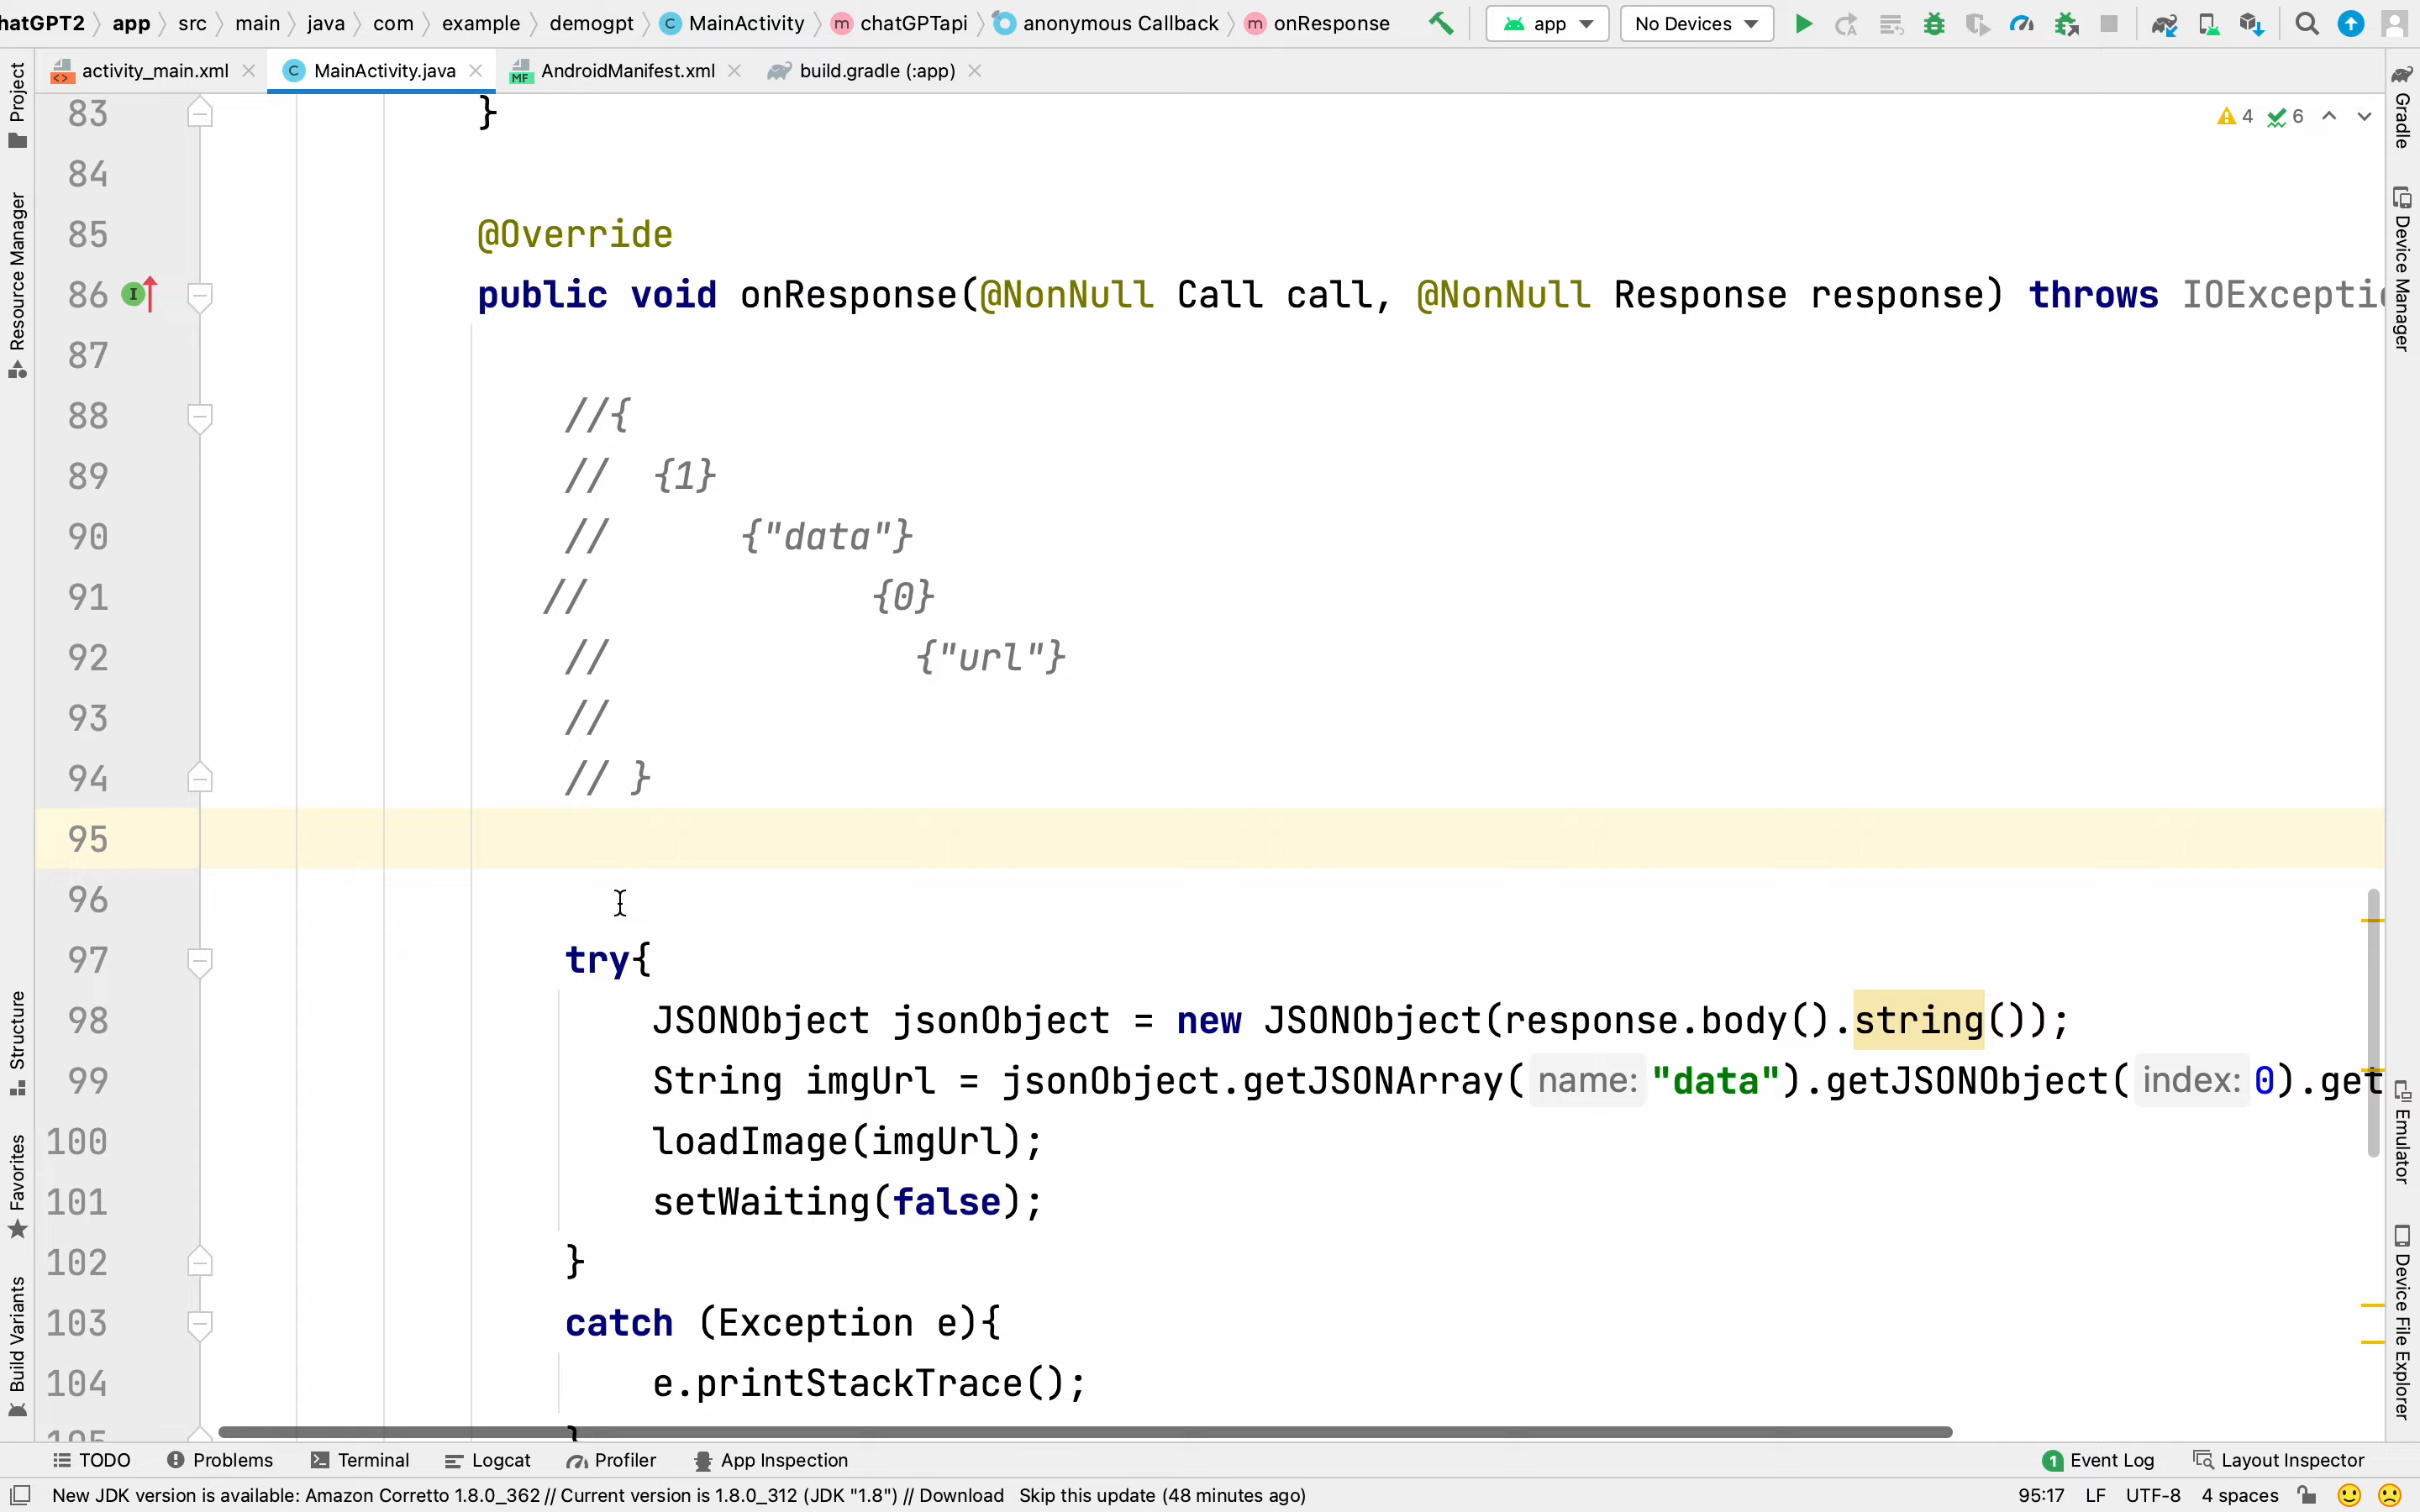 hatGPT2 app src main java com example demogpt MainActivity chatGPTapi anonymous Callback onResponse app No Devices
activity_main.xml MainActivity.java AndroidManifest.xml build.gradle (:app)
Project
Resource Manager
Structure
Favorites
Build Variants
4 6
83 }
84
85 @Override
86 public void onResponse(@NonNull Call call, @NonNull Response response) throws IOExcepti
87
88 //{
89 // {1}
90 // {"data"}
91 // {0}
92 // {"url"}
93 //
94 // }
95
96
97 try{
98 JSONObject jsonObject = new JSONObject(response.body().string());
99 String imgUrl = jsonObject.getJSONArray( name: "data").getJSONObject( index: 0).get
100 loadImage(imgUrl);
101 setWaiting(false);
102 }
103 catch (Exception e){
104 e.printStackTrace();
105 }
Gradle
Device Manager
Emulator
Device File Explorer
TODO Problems Terminal Logcat Profiler App Inspection 1 Event Log Layout Inspector
New JDK version is available: Amazon Corretto 1.8.0_362 // Current version is 1.8.0_312 (JDK "1.8") // Download Skip this update (48 minutes ago) 95:17 LF UTF-8 4 spaces